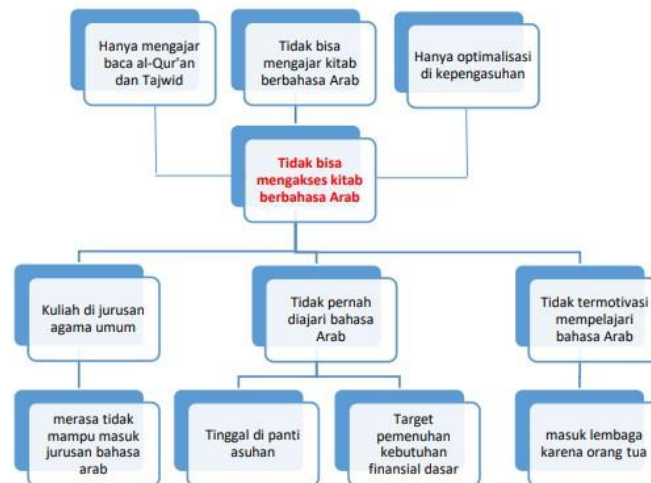 Hanya mengajar
baca al-Qur'an
dan Tajwid
Tidak bisa
mengajar kitab
berbahasa Arab
Hanya optimalisasi
di kepengasuhan
Tidak bisa
mengakses kitab
berbahasa Arab
Kuliah di jurusan
agama umum
Tidak pernah
diajari bahasa
Arab
Tidak termotivasi
mempelajari
bahasa Arab
merasa tidak
mampu masuk
jurusan bahasa
arab
Tinggal di panti
asuhan
Target
pemenuhan
kebutuhan
finansial dasar
masuk lembaga
karena orang tua